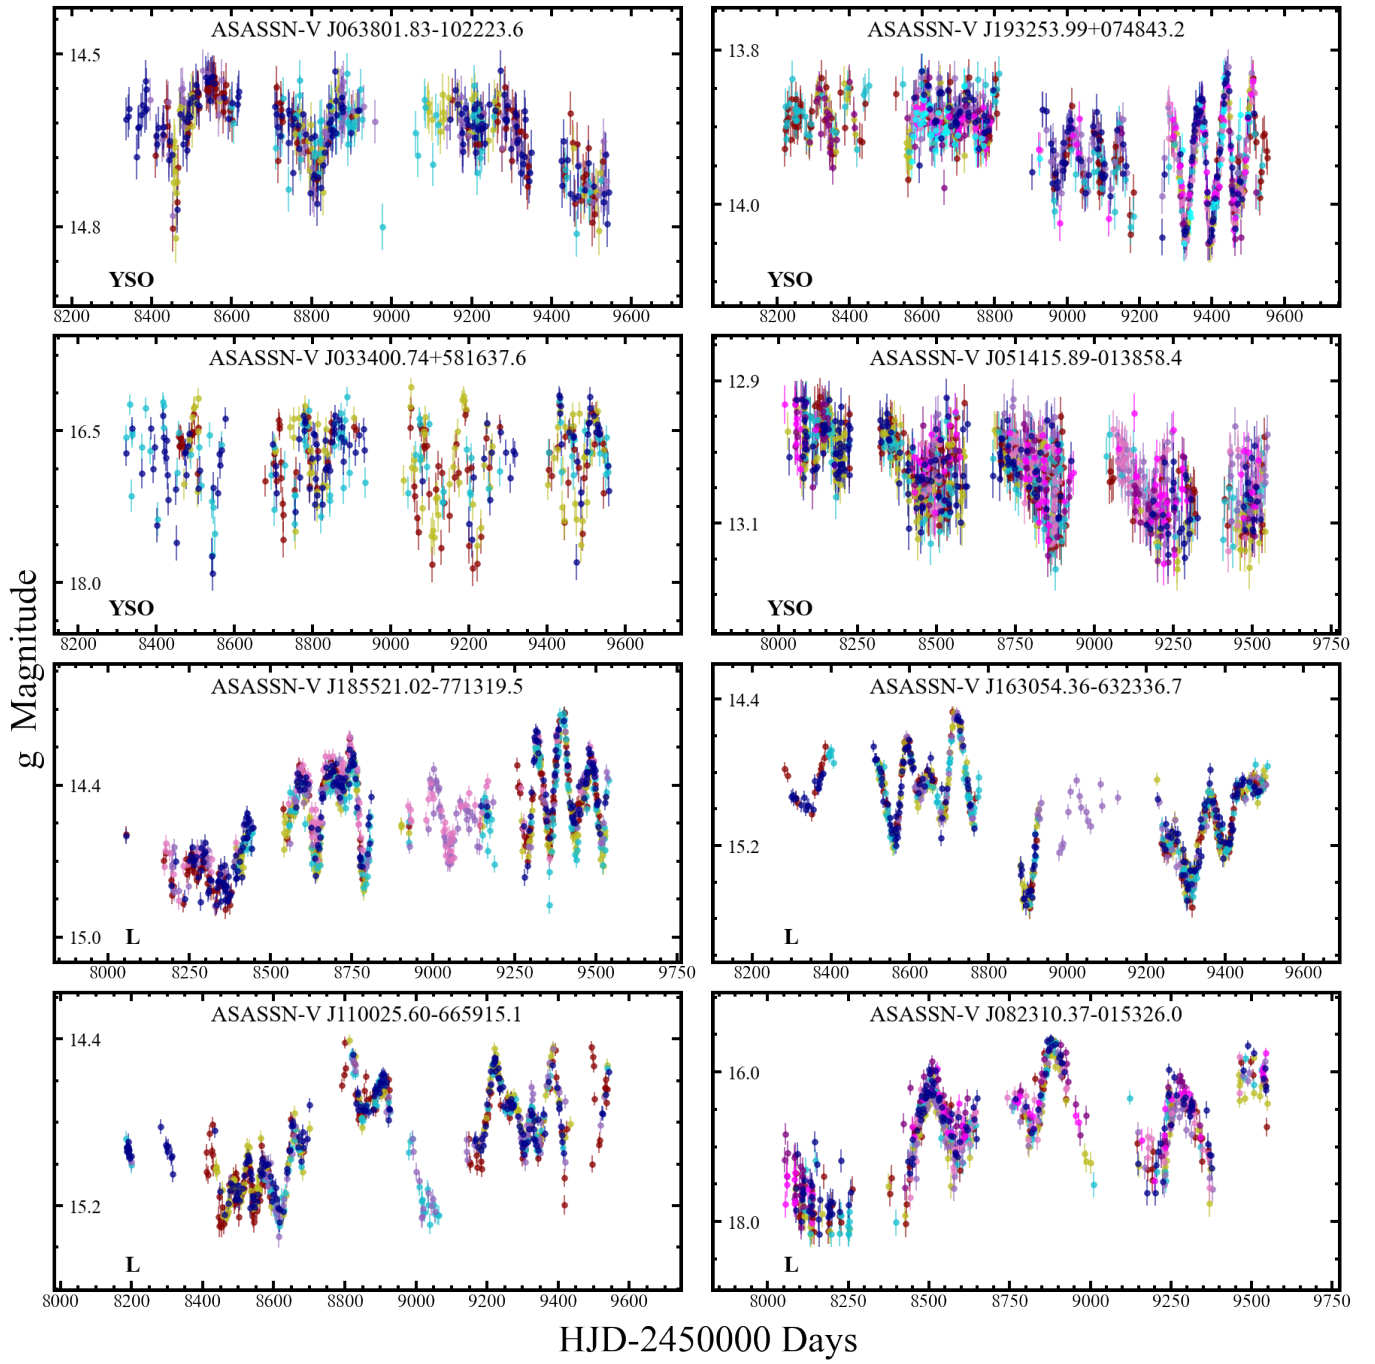 ASASSN-V J063801.83-102223.6
14.5
14.8
YSO
8200 8400 8600 8800 9000 9200 9400 9600
ASASSN-V J193253.99+074843.2
13.8
14.0
YSO
8200 8400 8600 8800 9000 9200 9400 9600
ASASSN-V J033400.74+581637.6
16.5
18.0
YSO
8200 8400 8600 8800 9000 9200 9400 9600
ASASSN-V J051415.89-013858.4
12.9
13.1
YSO
8000 8250 8500 8750 9000 9250 9500 9750
g Magnitude
ASASSN-V J185521.02-771319.5
14.4
15.0
L
8000 8250 8500 8750 9000 9250 9500 9750
ASASSN-V J163054.36-632336.7
14.4
15.2
L
8200 8400 8600 8800 9000 9200 9400 9600
ASASSN-V J110025.60-665915.1
14.4
15.2
L
8000 8200 8400 8600 8800 9000 9200 9400 9600
ASASSN-V J082310.37-015326.0
16.0
18.0
L
8000 8250 8500 8750 9000 9250 9500 9750
HJD-2450000 Days